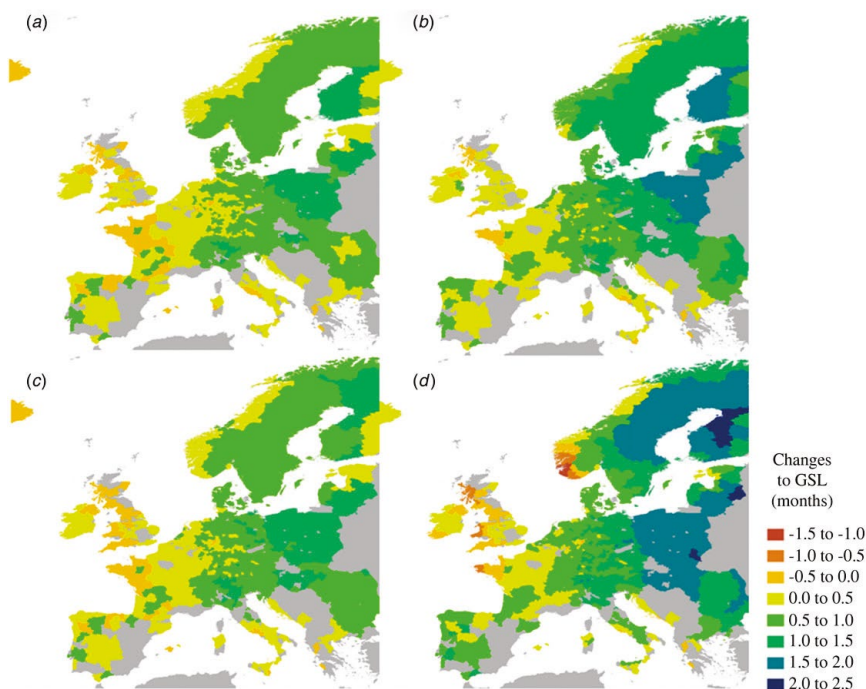 (a)
(b)
(c)
(d)
Changes
to GSL
(months)
-1.5 to -1.0
-1.0 to -0.5
-0.5 to 0.0
0.0 to 0.5
0.5 to 1.0
1.0 to 1.5
1.5 to 2.0
2.0 to 2.5